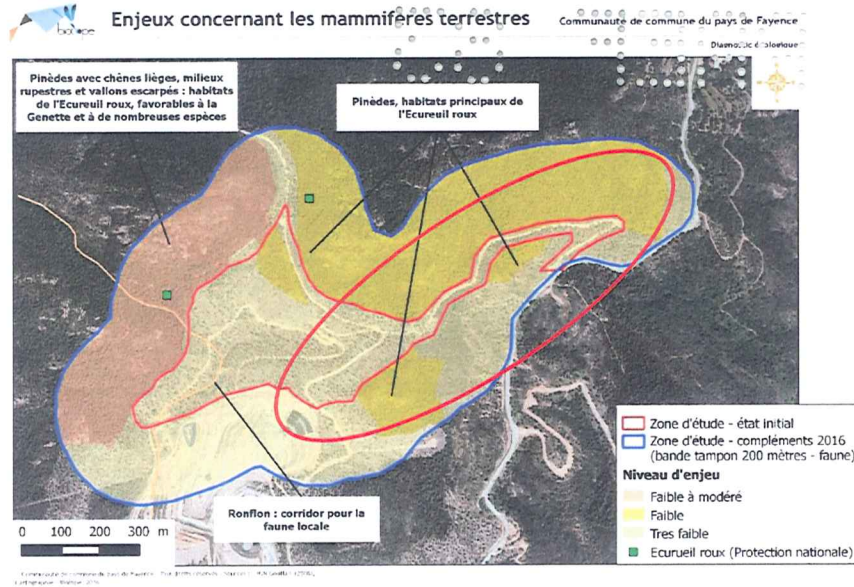 biotope
Enjeux concernant les mammifères terrestres
Communauté de commune du pays de Fayence
Diagnostic écologique
Pinèdes avec chênes lièges, milieux
rupestres et vallons escarpés : habitats
de l'Ecureuil roux, favorables à la
Genette et à de nombreuses espèces
Pinèdes, habitats principaux de
l'Ecureuil roux
Ronflon : corridor pour la
faune locale
0 100 200 300 m
Zone d'étude - état initial
Zone d'étude - compléments 2016
(bande tampon 200 mètres - faune)
Niveau d'enjeu
Faible à modéré
Faible
Tres faible
Ecurueil roux (Protection nationale)